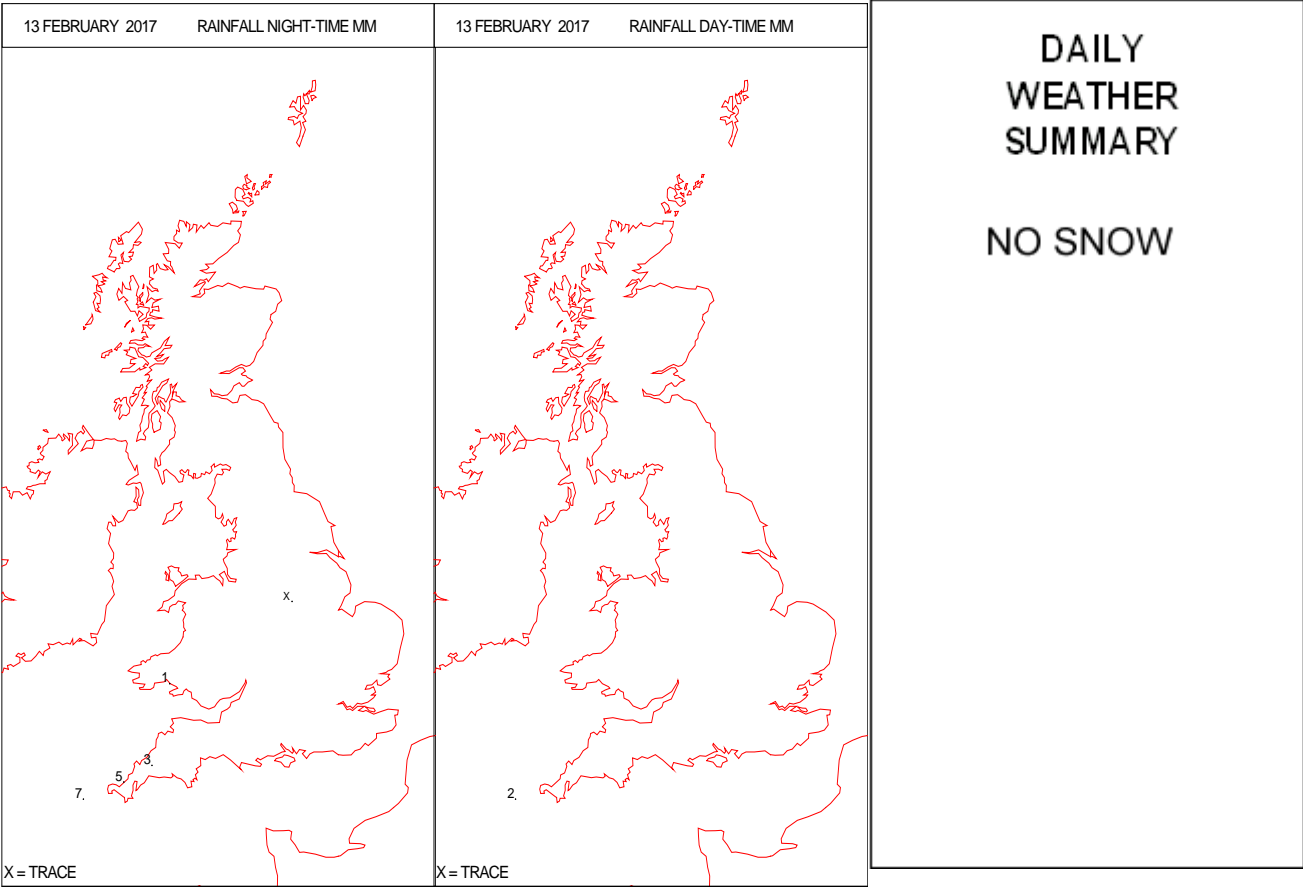 13 FEBRUARY 2017 RAINFALL NIGHT-TIME MM
x.
1.
3.
5.
7.
X = TRACE
13 FEBRUARY 2017 RAINFALL DAY-TIME MM
2.
X = TRACE
DAILY
WEATHER
SUMMARY
NO SNOW